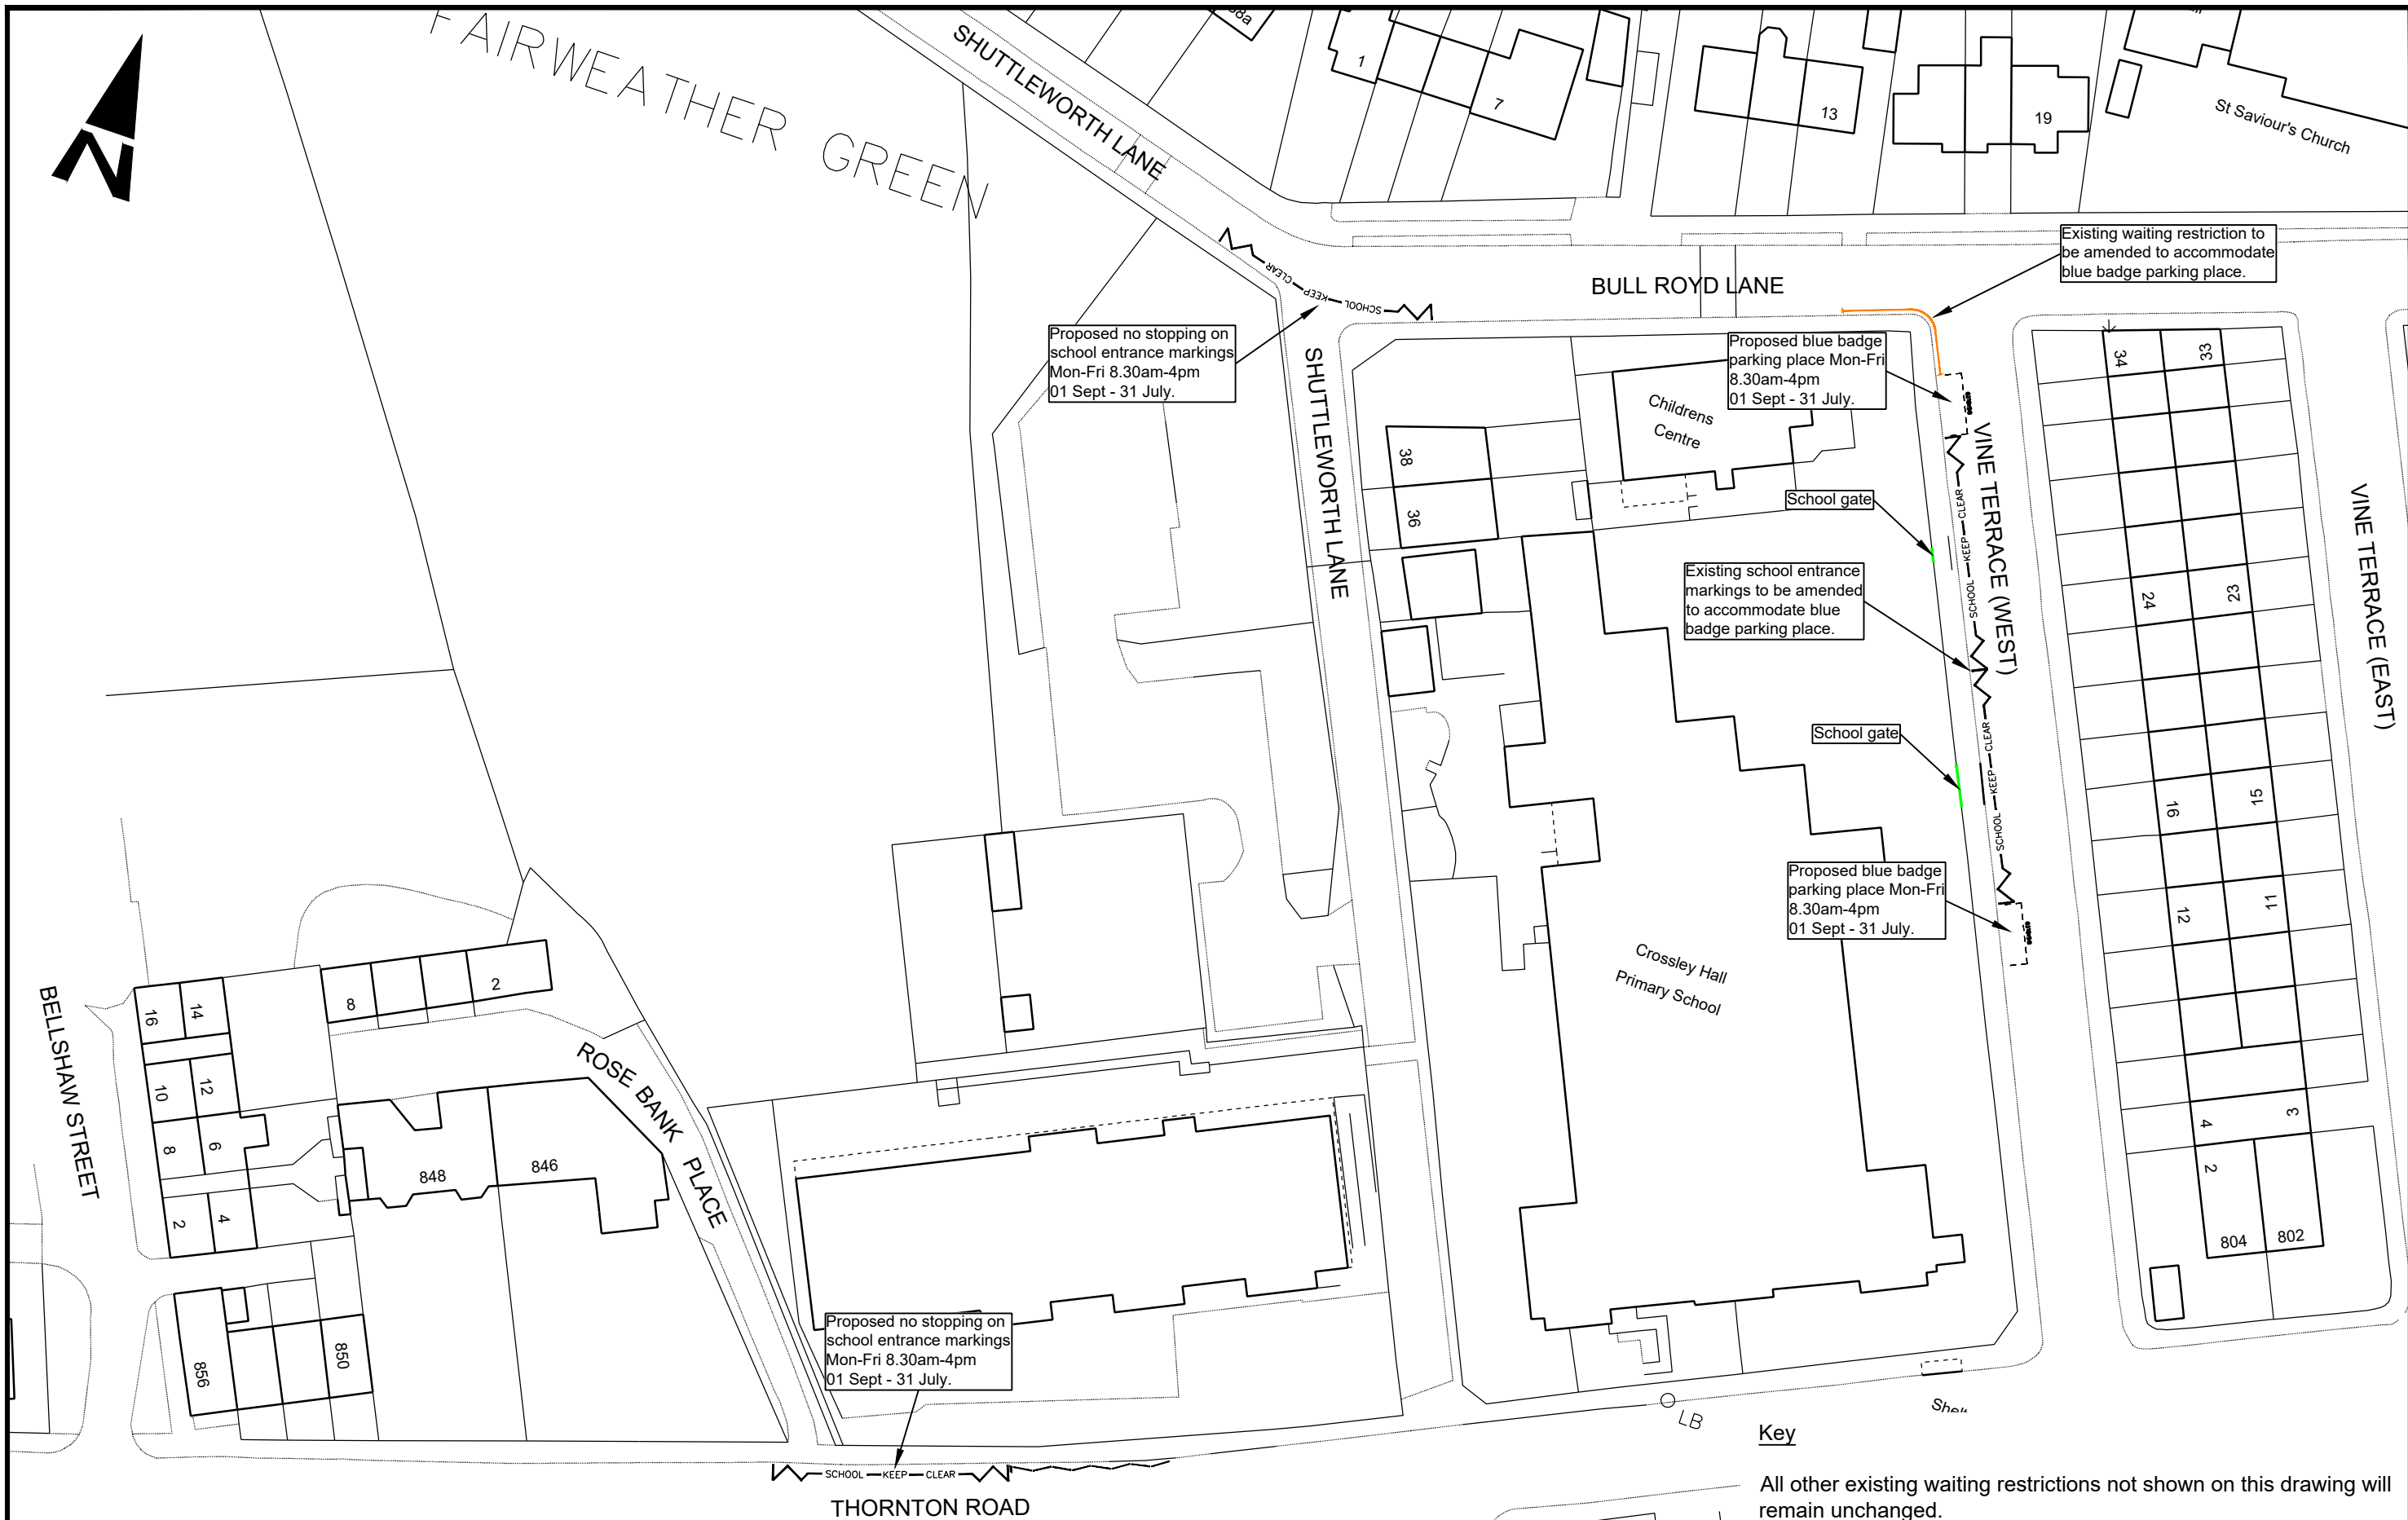 FAIRWEATHER GREEN
SHUTTLEWORTH LANE
1
7
13
19
St Saviour's Church
N
Existing waiting restriction to
be amended to accommodate
blue badge parking place.
BULL ROYD LANE
CLEAR
KEEP
SCHOOL
Proposed no stopping on
school entrance markings
Mon-Fri 8.30am-4pm
01 Sept - 31 July.
Proposed blue badge
parking place Mon-Fri
8.30am-4pm
01 Sept - 31 July.
SHUTTLEWORTH LANE
Childrens
Centre
38
36
34
33
VINE TERRACE (WEST)
VINE TERRACE (EAST)
School gate
SCHOOL KEEP CLEAR
Existing school entrance
markings to be amended
to accommodate blue
badge parking place.
24
23
School gate
SCHOOL KEEP CLEAR
16
15
Proposed blue badge
parking place Mon-Fri
8.30am-4pm
01 Sept - 31 July.
12
11
Crossley Hall
Primary School
BELLSHAW STREET
16
14
8
2
10
12
8
6
2
4
ROSE BANK PLACE
848
846
4
3
2
804
802
856
850
Proposed no stopping on
school entrance markings
Mon-Fri 8.30am-4pm
01 Sept - 31 July.
LB
SCHOOL KEEP CLEAR
THORNTON ROAD
Key
All other existing waiting restrictions not shown on this drawing will
remain unchanged.